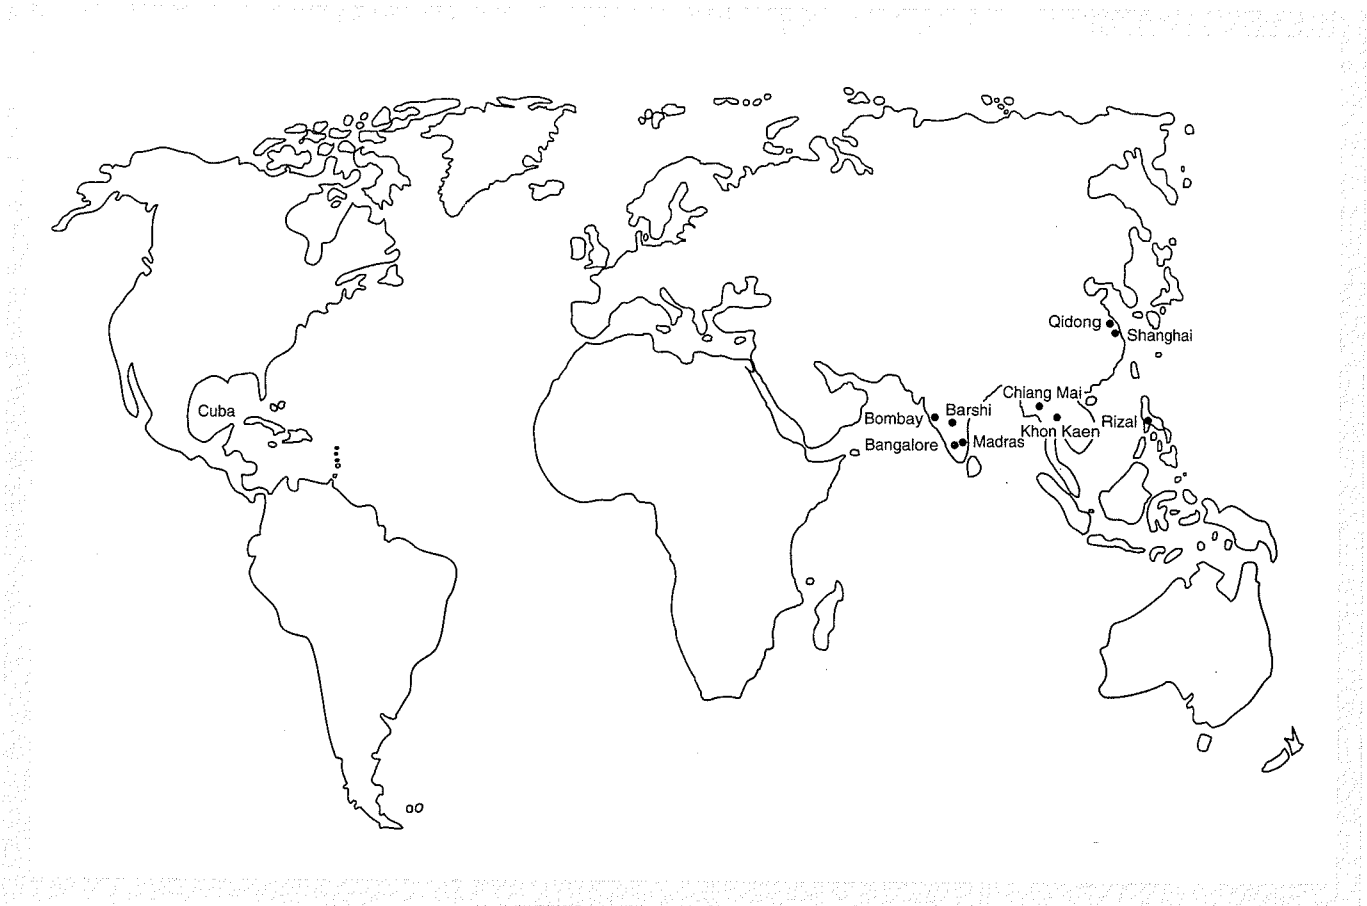 Qidong
Shanghai
Chiang Mai
Cuba
Barshi
Bombay
Rizal
Khon Kaen
Bangalore
Madras